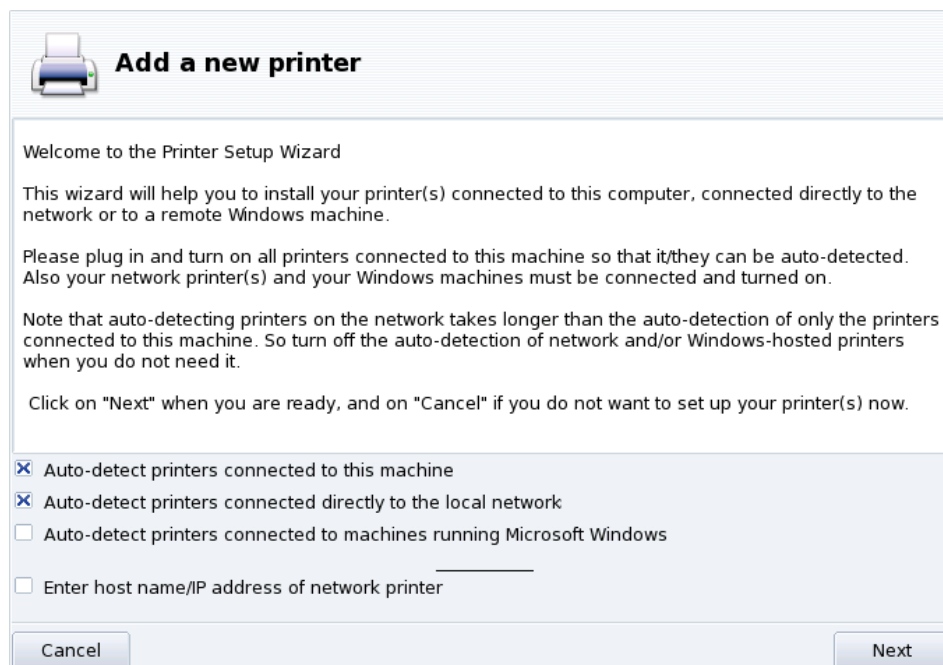 Add a new printer
Welcome to the Printer Setup Wizard
This wizard will help you to install your printer(s) connected to this computer, connected directly to the
network or to a remote Windows machine.
Please plug in and turn on all printers connected to this machine so that it/they can be auto-detected.
Also your network printer(s) and your Windows machines must be connected and turned on.
Note that auto-detecting printers on the network takes longer than the auto-detection of only the printers
connected to this machine. So turn off the auto-detection of network and/or Windows-hosted printers
when you do not need it.
Click on "Next" when you are ready, and on "Cancel" if you do not want to set up your printer(s) now.
Auto-detect printers connected to this machine
Auto-detect printers connected directly to the local network
Auto-detect printers connected to machines running Microsoft Windows
Enter host name/IP address of network printer
Cancel
Next